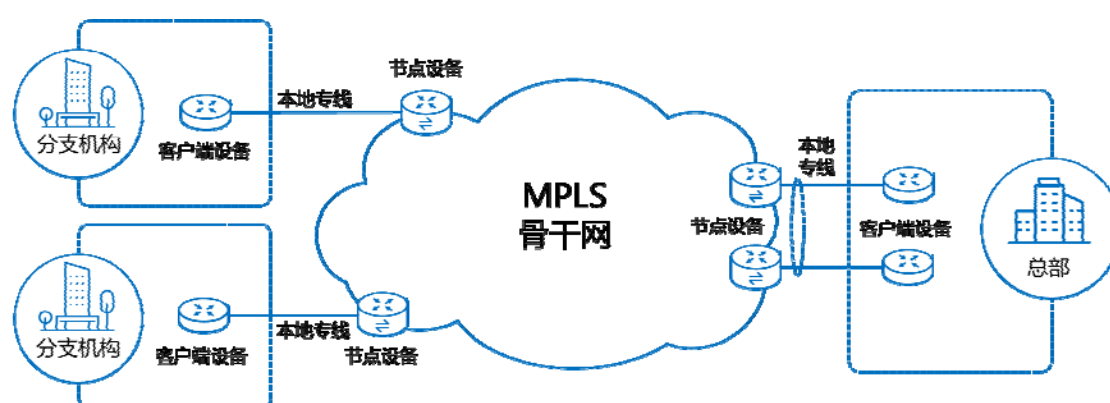 节点设备
本地专线
分支机构
客户端设备
本地
专线
MPLS
骨干网
节点设备
客户端设备
总部
分支机构
客户端设备
本地专线
节点设备